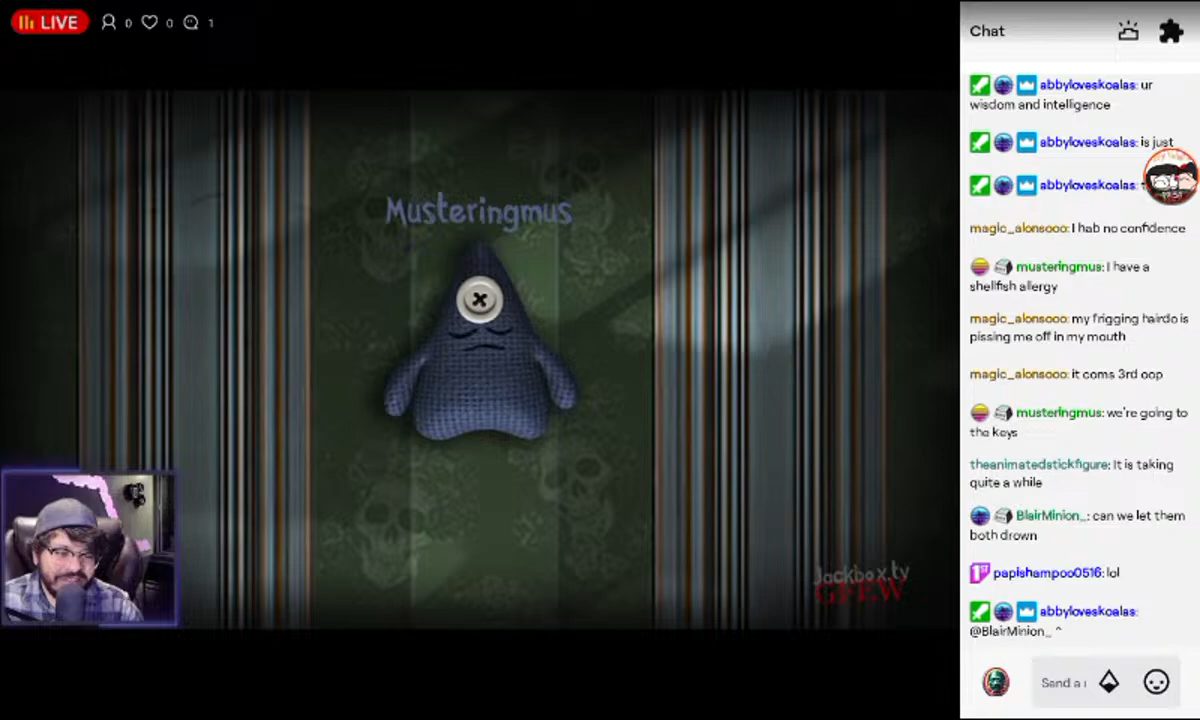 LIVE 0 0 1
Chat
abbyloveskoalas: ur
wisdom and intelligence
abbyloveskoalas: is just
abbyloveskoalas:
magic_alonsooo: I hab no confidence
musteringmus: I have a
shellfish allergy
magic_alonsooo: my frigging hairdo is
pissing me off in my mouth
magic_alonsooo: it coms 3rd oop
musteringmus: we're going to
the keys
theanimatedstickfigure: It is taking
quite a while
BlairMinion_: can we let them
both drown
papishampoo0516: lol
abbyloveskoalas:
@BlairMinion_ ^
Send a
Musteringmus
Jackbox.tv
GFEW